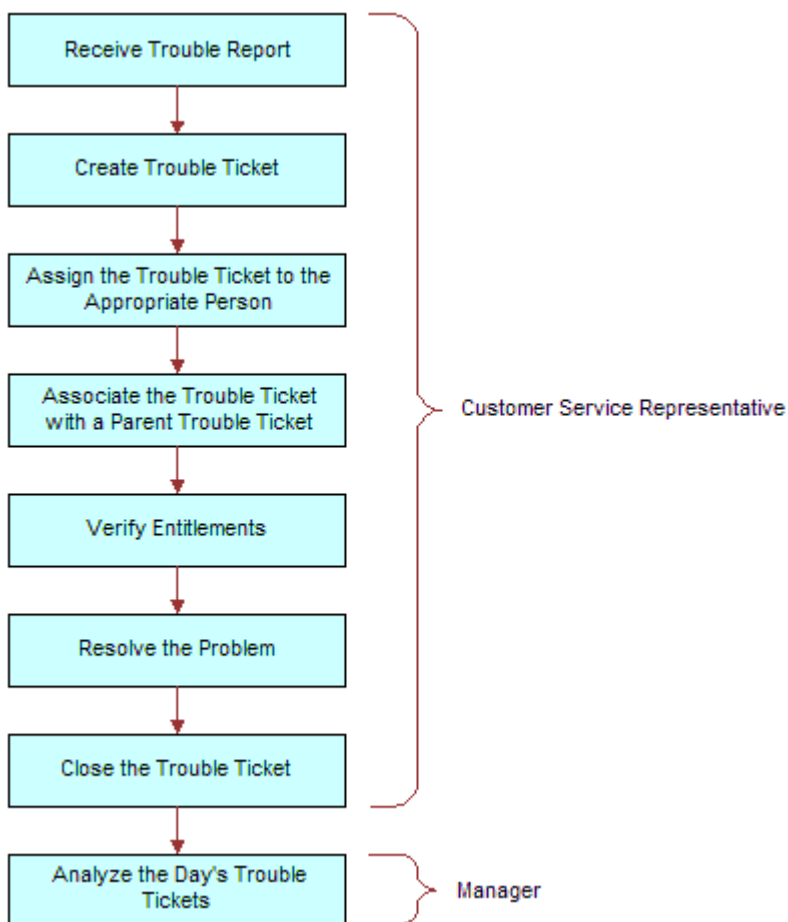 Receive Trouble Report
Create Trouble Ticket
Assign the Trouble Ticket to the
Appropriate Person
Associate the Trouble Ticket
with a Parent Trouble Ticket
Customer Service Representative
Verify Entitlements
Resolve the Problem
Close the Trouble Ticket
Analyze the Day's Trouble
Tickets
Manager